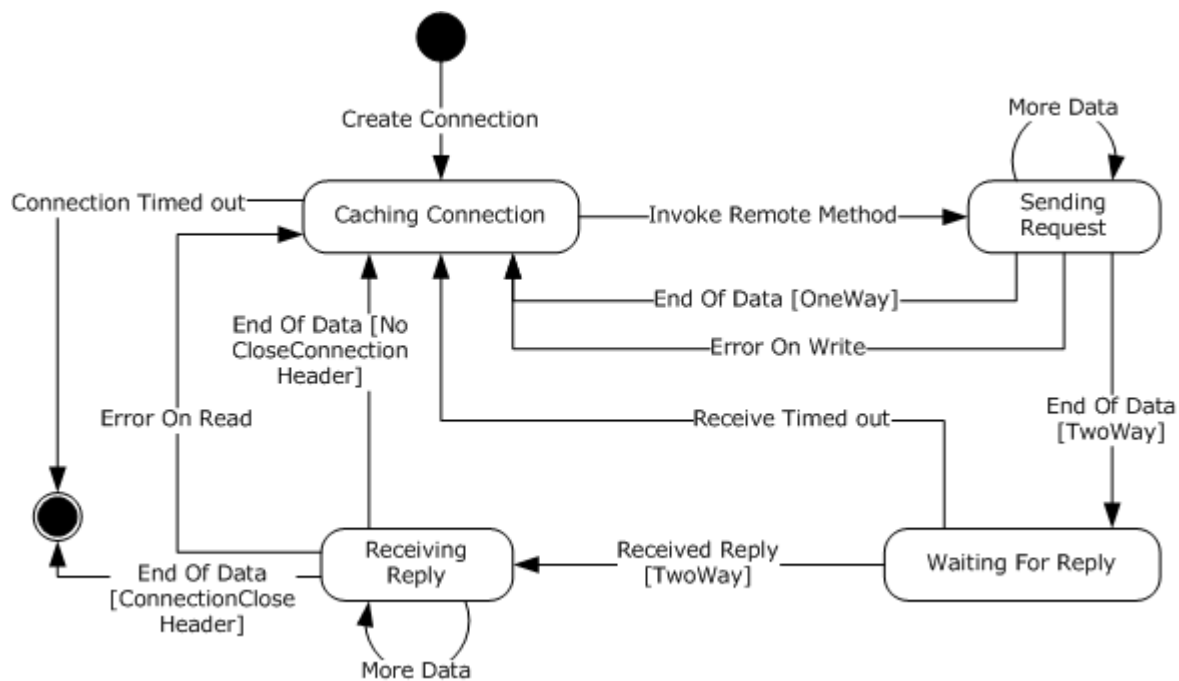 Create Connection
More Data
Connection Timed out
Caching Connection
Invoke Remote Method
Sending
Request
End Of Data [OneWay]
End Of Data [No
CloseConnection
Header]
Error On Write
Error On Read
Receive Timed out
End Of Data
[TwoWay]
Receiving
Reply
Received Reply
[TwoWay]
Waiting For Reply
End Of Data
[ConnectionClose
Header]
More Data